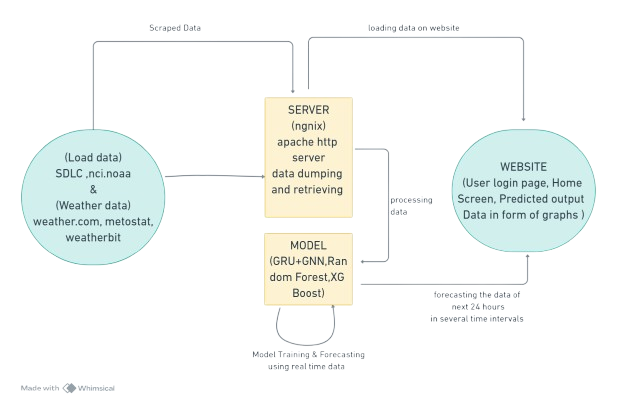 Scraped Data
loading data on website
(Load data)
SDLC ,nci.noaa
&
(Weather data)
weather.com, metostat,
weatherbit
SERVER
(ngnix)
apache http
server
data dumping
and retrieving
processing
data
WEBSITE
(User login page, Home
Screen, Predicted output
Data in form of graphs )
MODEL
(GRU+GNN,Ran
dom Forest,XG
Boost)
forecasting the data of
next 24 hours
in several time intervals
Model Training & Forecasting
using real time data
Made with Whimsical